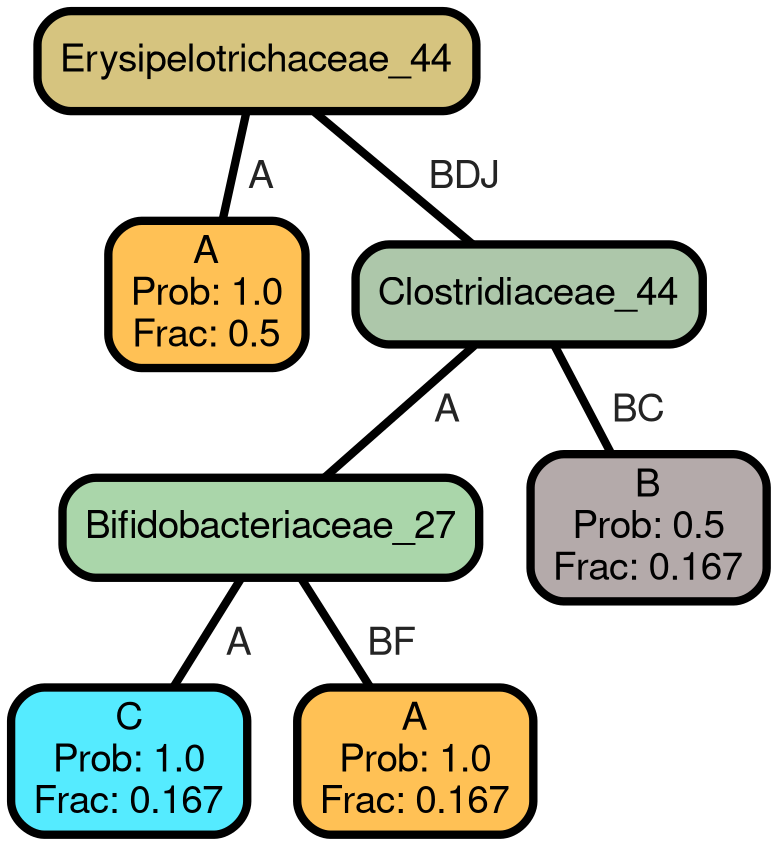 Erysipelotrichaceae_44
A
BDJ
A
Prob: 1.0
Frac: 0.5
Clostridiaceae_44
A
BC
Bifidobacteriaceae_27
B
Prob: 0.5
Frac: 0.167
A
BF
C
Prob: 1.0
Frac: 0.167
A
Prob: 1.0
Frac: 0.167